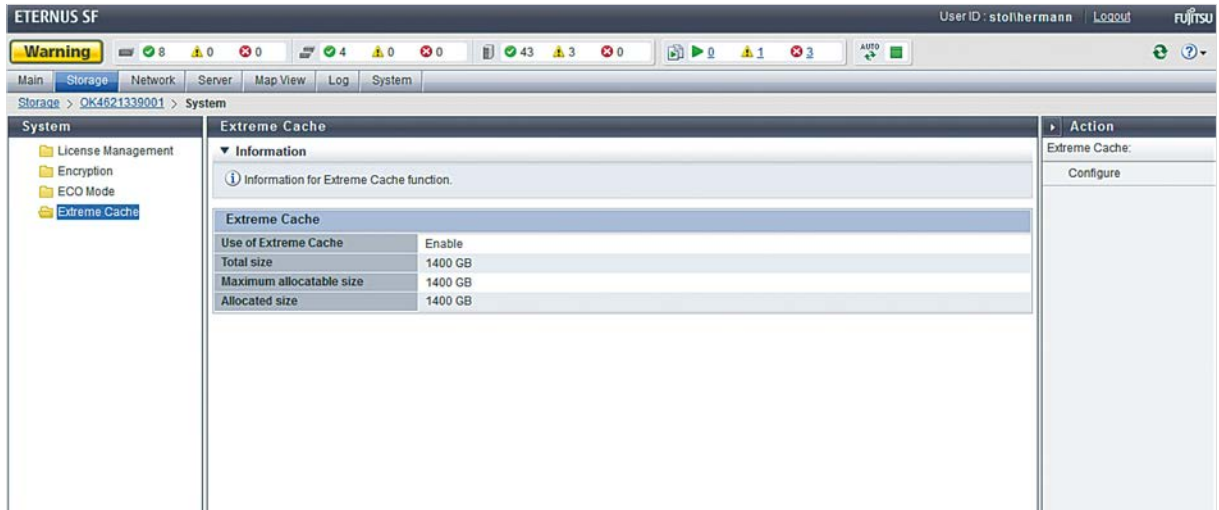 ETERNUS SF User ID : stol\hermann Logout FUJITSU
Warning 8 0 0 4 0 0 43 3 0 0 1 3 AUTO
Main Storage Network Server Map View Log System
Storage > OK4621339001 > System
System
License Management
Encryption
ECO Mode
Extreme Cache
Extreme Cache
Information
Information for Extreme Cache function.
Extreme Cache
Use of Extreme Cache Enable
Total size 1400 GB
Maximum allocatable size 1400 GB
Allocated size 1400 GB
Action
Extreme Cache:
Configure